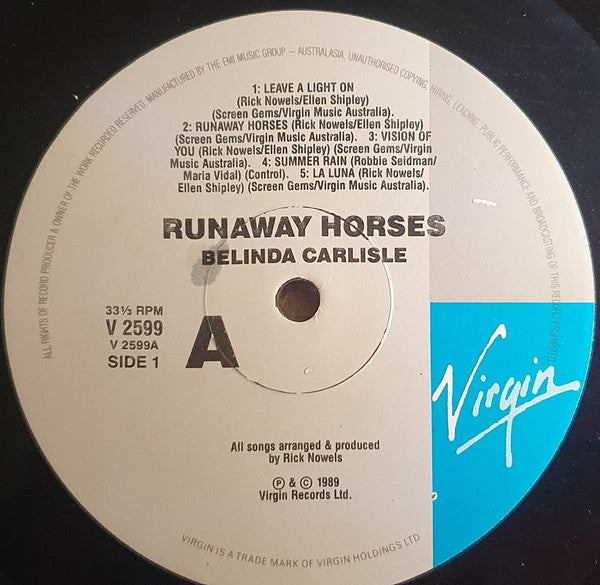 ALL RIGHTS OF RECORD PRODUCER & OWNER OF THE WORK RECORDED RESERVED. MANUFACTURED BY THE EMI MUSIC GROUP – AUSTRALASIA. UNAUTHORISED COPYING, HIRING, LENDING, PUBLIC PERFORMANCE AND BROADCASTING OF THIS RECORD PROHIBITED.
1: LEAVE A LIGHT ON
(Rick Nowels/Ellen Shipley)
(Screen Gems/Virgin Music Australia).
2: RUNAWAY HORSES (Rick Nowels/Ellen Shipley)
(Screen Gems/Virgin Music Australia). 3: VISION OF
YOU (Rick Nowels/Ellen Shipley) (Screen Gem/Virgin
Music Australia). 4: SUMMER RAIN (Robbie Seidman/
Maria Vidal) (Control). 5: LA LUNA (Rick Nowels/
Ellen Shipley) (Screen Gems/Virgin Music Australia).
RUNAWAY HORSES
BELINDA CARLISLE
33⅓ RPM
V 2599
V 2599A
SIDE 1
A
Virgin
All songs arranged & produced
by Rick Nowels
℗ & © 1989
Virgin Records Ltd.
VIRGIN IS A TRADE MARK OF VIRGIN HOLDINGS LTD